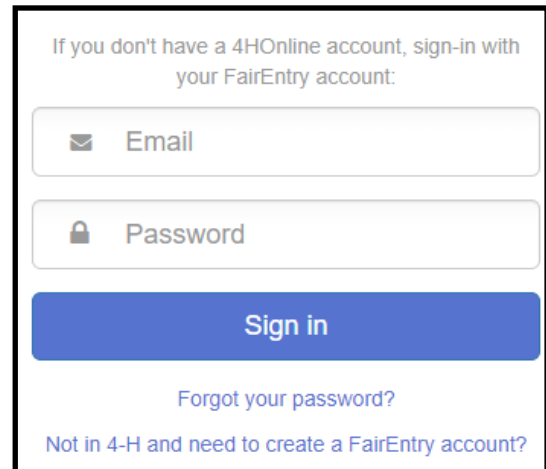 If you don't have a 4HOnline account, sign-in with
your FairEntry account:
Email
Password
Sign in
Forgot your password?
Not in 4-H and need to create a FairEntry account?